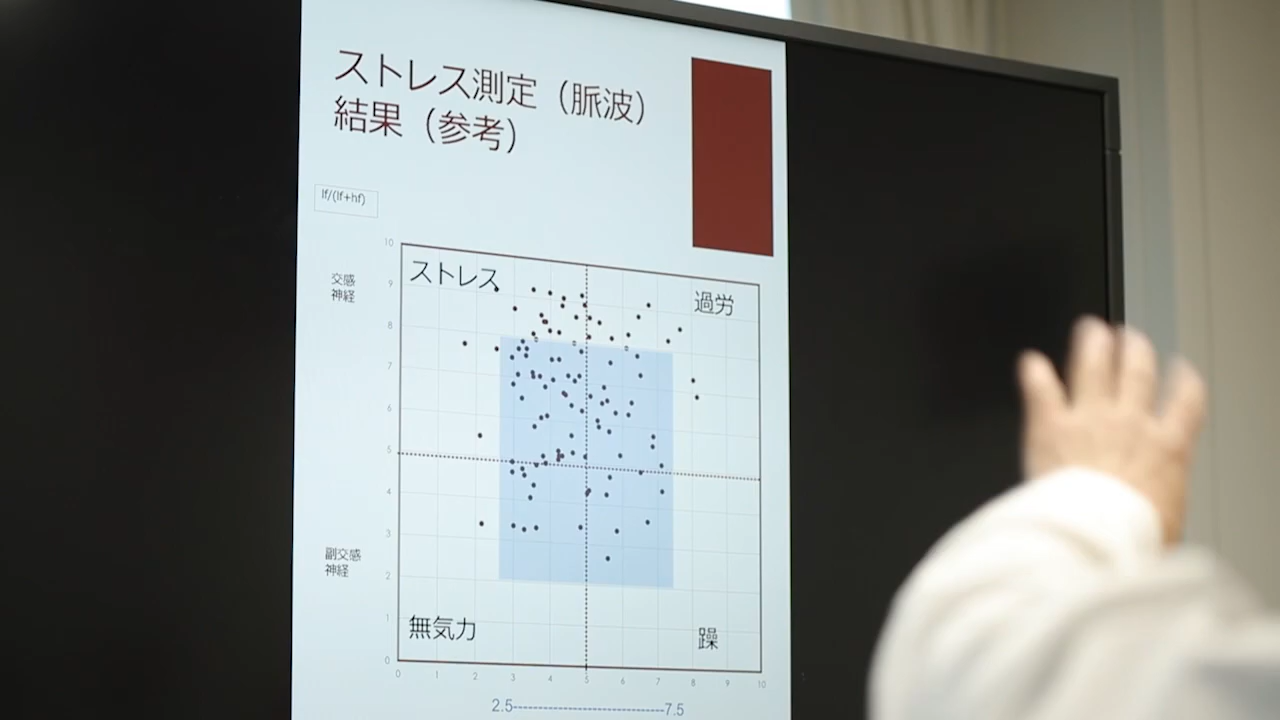 ストレス測定（脈波）
結果（参考）
lf/(lf+hf)
10
ストレス
過労
交感
神経
9
8
7
6
5
4
3
副交感
神経
2
1
無気力
躁
0
0 1 2 3 4 5 6 7 8 9 10
2.5----------------------7.5